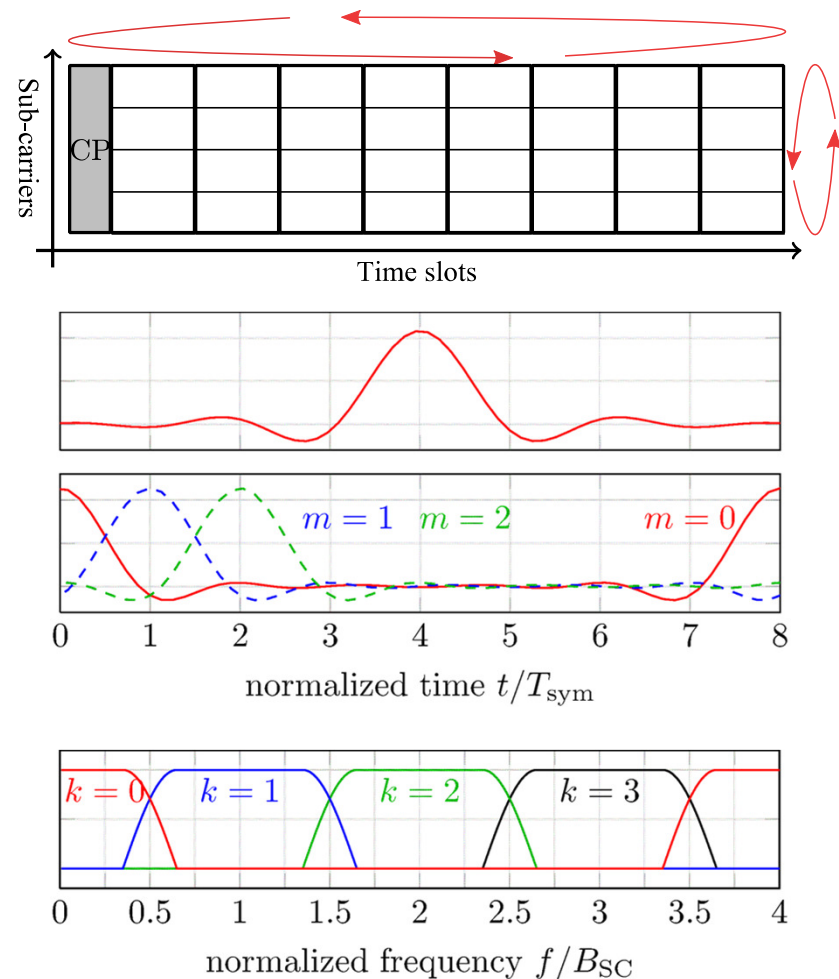 Sub-carriers
CP
Time slots
m = 1 m = 2 m = 0
0 1 2 3 4 5 6 7 8
normalized time t/T_sym
k = 0 k = 1 k = 2 k = 3
0 0.5 1 1.5 2 2.5 3 3.5 4
normalized frequency f/B_SC